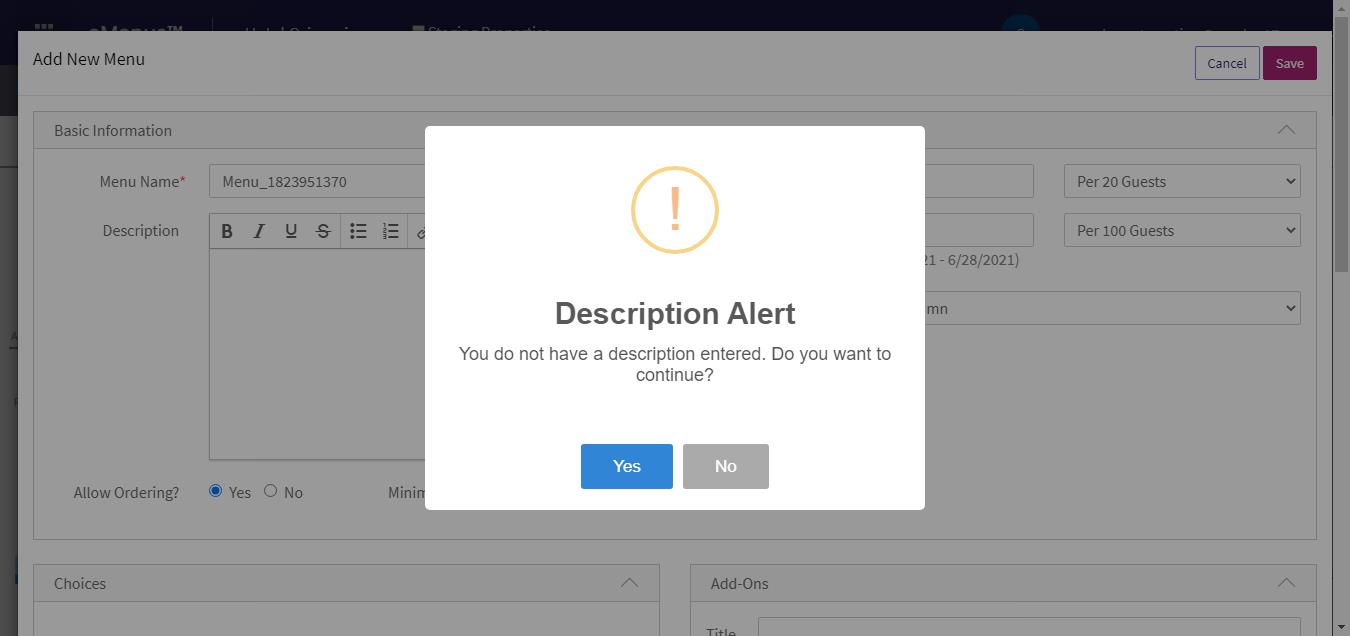 Add New Menu
Cancel
Save
Basic Information
Menu Name*
Menu_1823951370
Per 20 Guests
Description
B I U S
Per 100 Guests
21 - 6/28/2021)
!
Description Alert
You do not have a description entered. Do you want to
continue?
Yes
No
Allow Ordering?
Yes
No
Choices
Add-Ons
Title